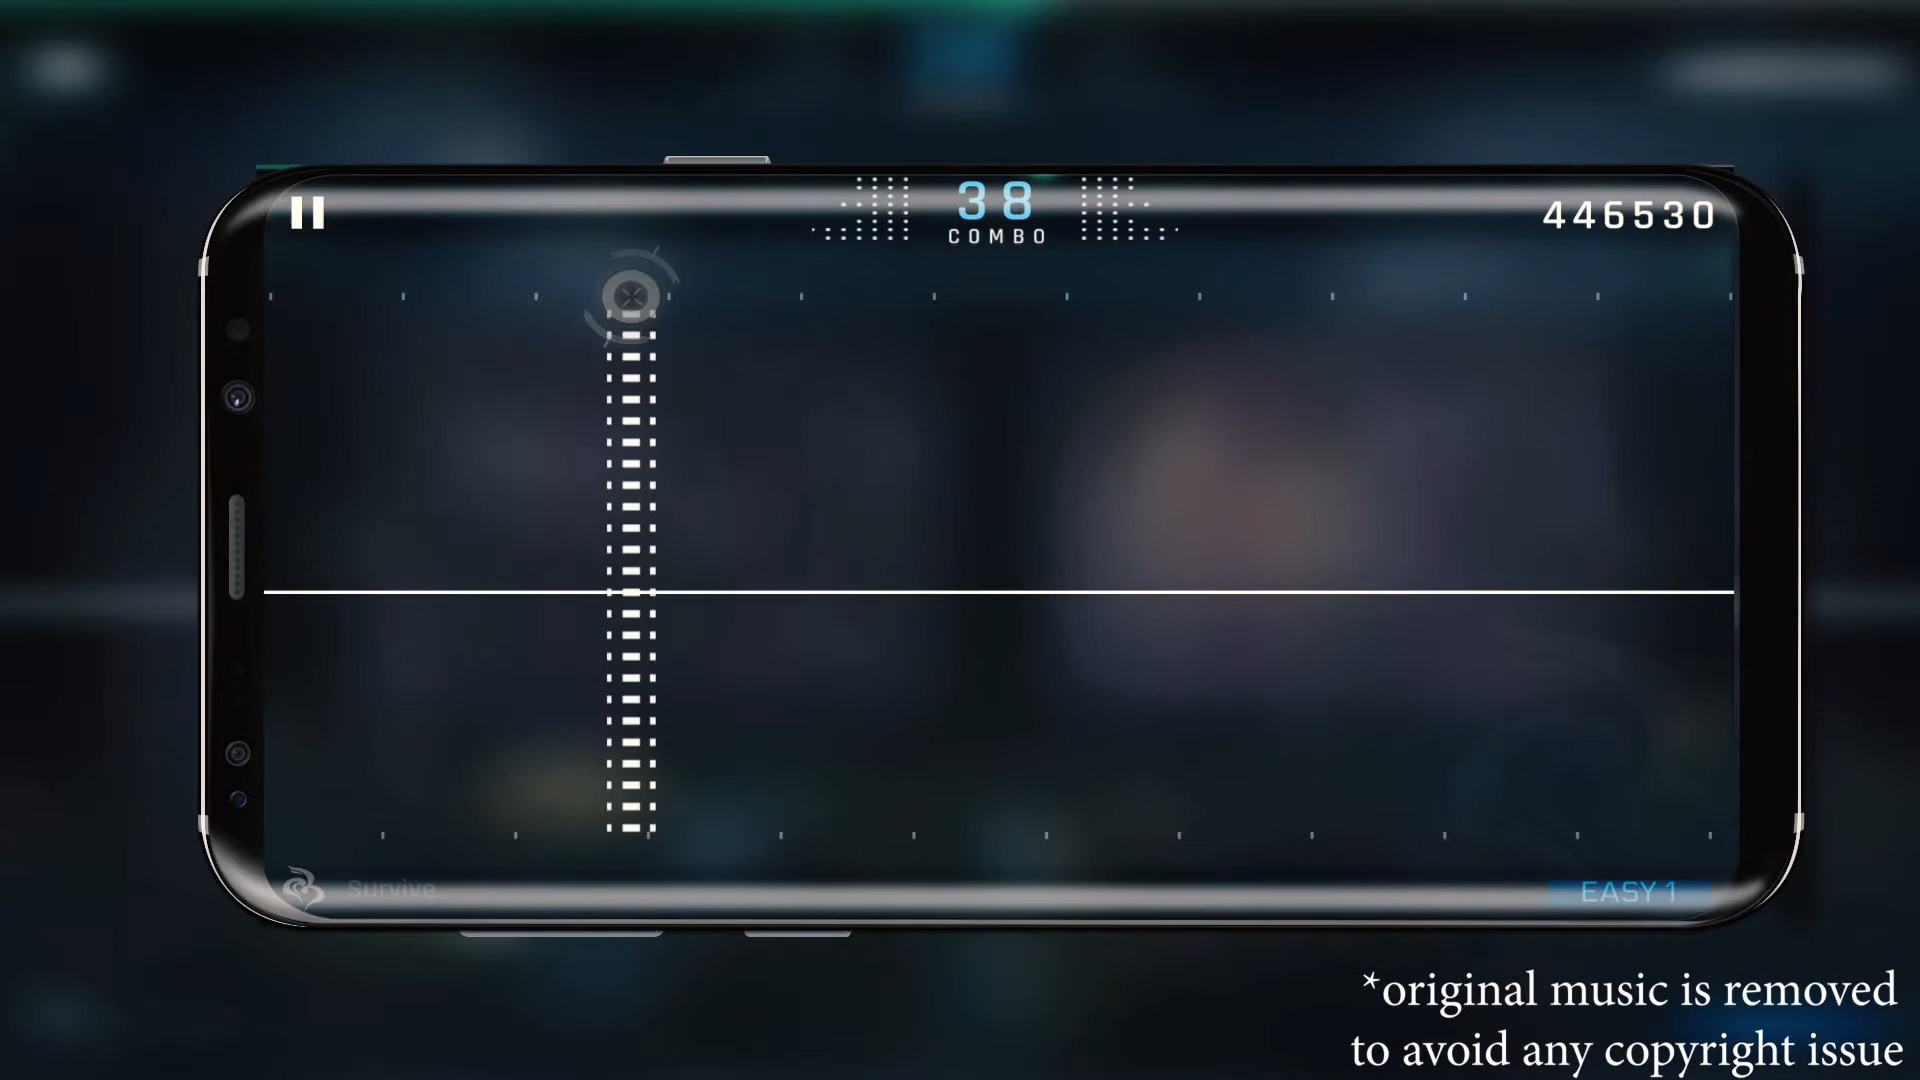 38
COMBO
446530
Survive
EASY 1
*original music is removed
to avoid any copyright issue